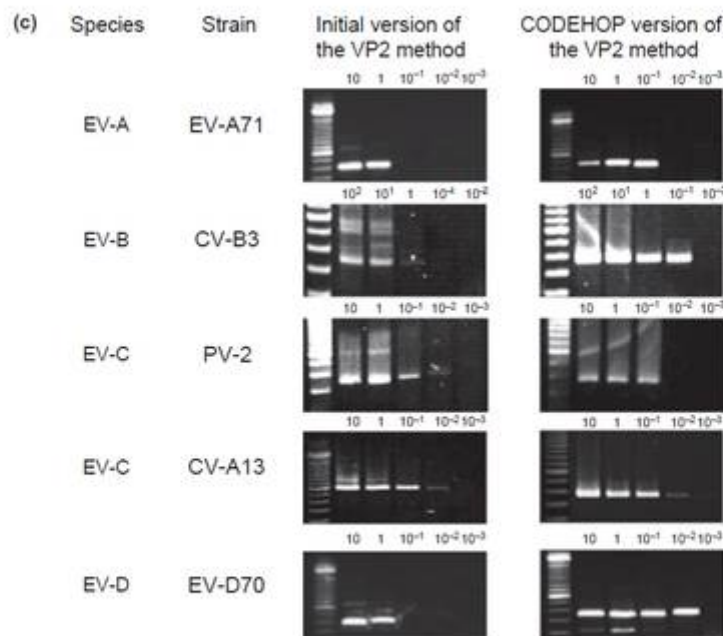 (c) Species Strain Initial version of the VP2 method CODEHOP version of the VP2 method
10 1 10⁻¹ 10⁻² 10⁻³ 10 1 10⁻¹ 10⁻² 10⁻³
EV-A EV-A71
10² 10¹ 1 10⁻² 10² 10¹ 1 10⁻¹
EV-B CV-B3
10 1 10⁻¹ 10⁻² 10⁻³ 10 1 10⁻¹ 10⁻² 10⁻³
EV-C PV-2
10 1 10⁻¹ 10⁻² 10⁻³ 10 1 10⁻¹ 10⁻² 10⁻³
EV-C CV-A13
10 1 10⁻¹ 10⁻² 10⁻³ 10 1 10⁻¹ 10⁻² 10⁻³
EV-D EV-D70